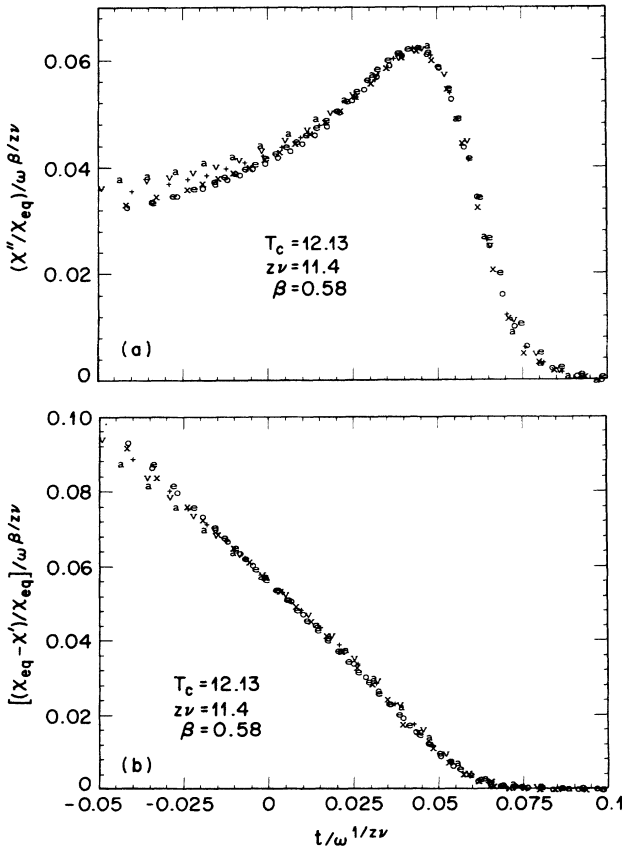 (χ″/χeq)/ω^β/zν
0.06
0.04
0.02
0
T_C = 12.13
zν = 11.4
β = 0.58
(a)
[(χeq − χ′)/χeq]/ω^β/zν
0.10
0.08
0.06
0.04
0.02
0
T_C = 12.13
zν = 11.4
β = 0.58
(b)
-0.05 -0.025 0 0.025 0.05 0.075 0.1
t/ω^1/zν